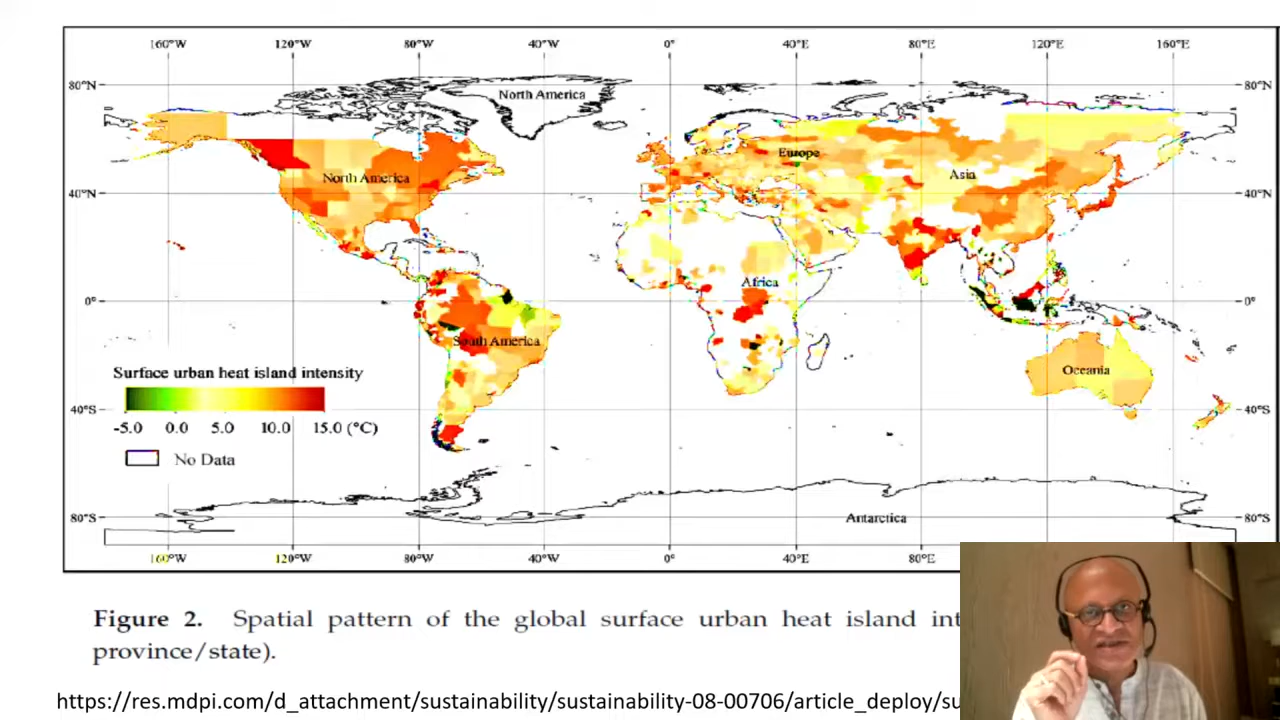 160°W 120°W 80°W 40°W 0° 40°E 80°E 120°E 160°E
80°N 80°N
North America
Europe
North America
Asia
40°N 40°N
Africa
0° 0°
South America
Surface urban heat island intensity
Oceania
40°S 40°S
-5.0 0.0 5.0 10.0 15.0 (°C)
No Data
80°S Antarctica 80°S
160°W 120°W 80°W 40°W 0° 40°E 80°E
Figure 2. Spatial pattern of the global surface urban heat island int
province/state).
https://res.mdpi.com/d_attachment/sustainability/sustainability-08-00706/article_deploy/su